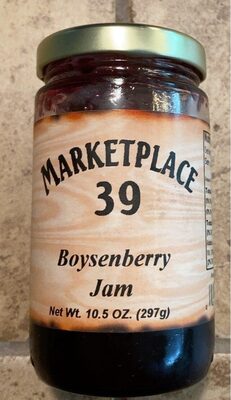 MARKETPLACE
39
Boysenberry
Jam
Net Wt. 10.5 OZ. (297g)